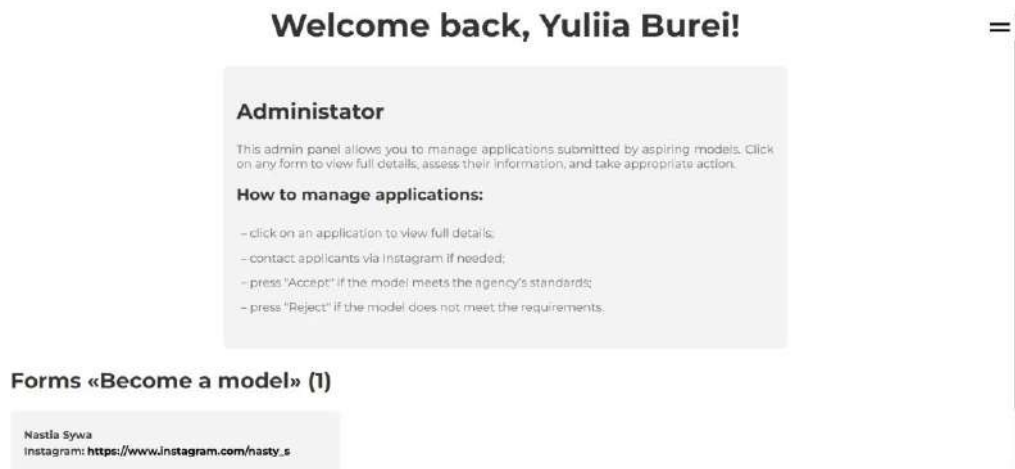 Welcome back, Yuliia Burei!
Administator
This admin panel allows you to manage applications submitted by aspiring models. Click
on any form to view full details, assess their information, and take appropriate action.
How to manage applications:
– click on an application to view full details;
– contact applicants via Instagram if needed;
– press "Accept" if the model meets the agency's standards;
– press "Reject" if the model does not meet the requirements.
Forms «Become a model» (1)
Nastia Sywa
Instagram: https://www.instagram.com/nasty_s